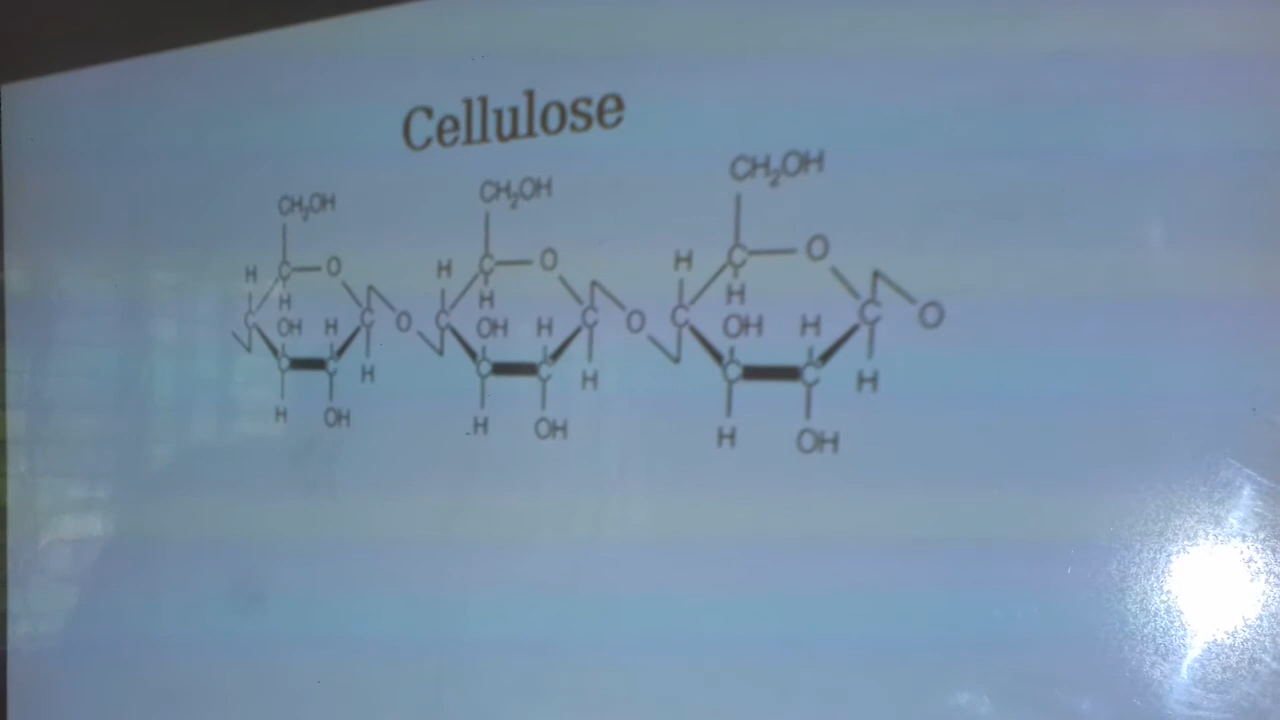 Cellulose
CH₂OH CH₂OH CH₂OH
H C O H C O H C O
H H H
C OH H C O C OH H C O C OH H C O
C C H C C H C C H
H OH H OH H OH